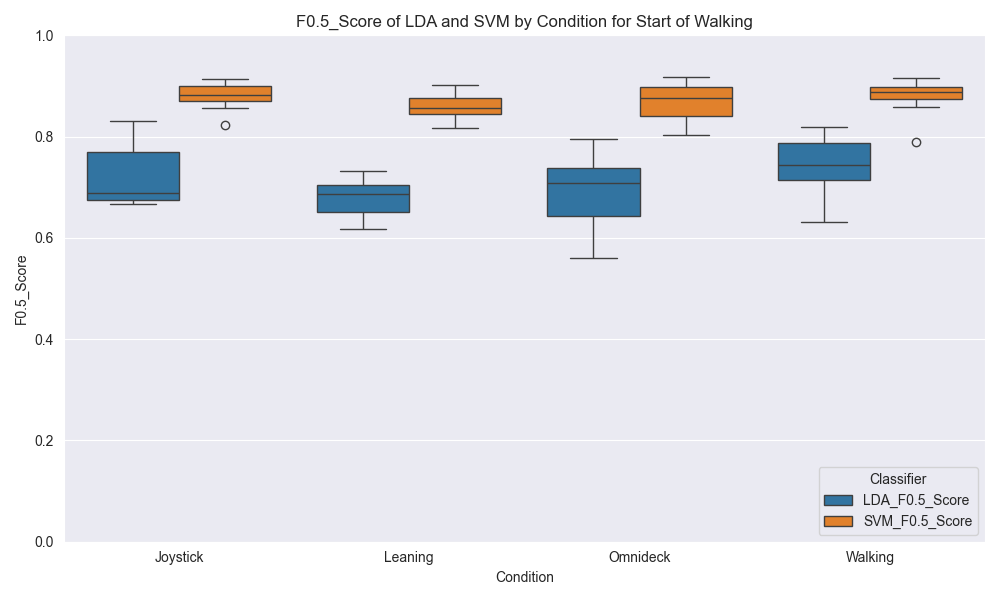 F0.5_Score of LDA and SVM by Condition for Start of Walking
F0.5_Score
1.0
0.8
0.6
0.4
0.2
0.0
Joystick
Leaning
Omnideck
Walking
Condition
Classifier
LDA_F0.5_Score
SVM_F0.5_Score